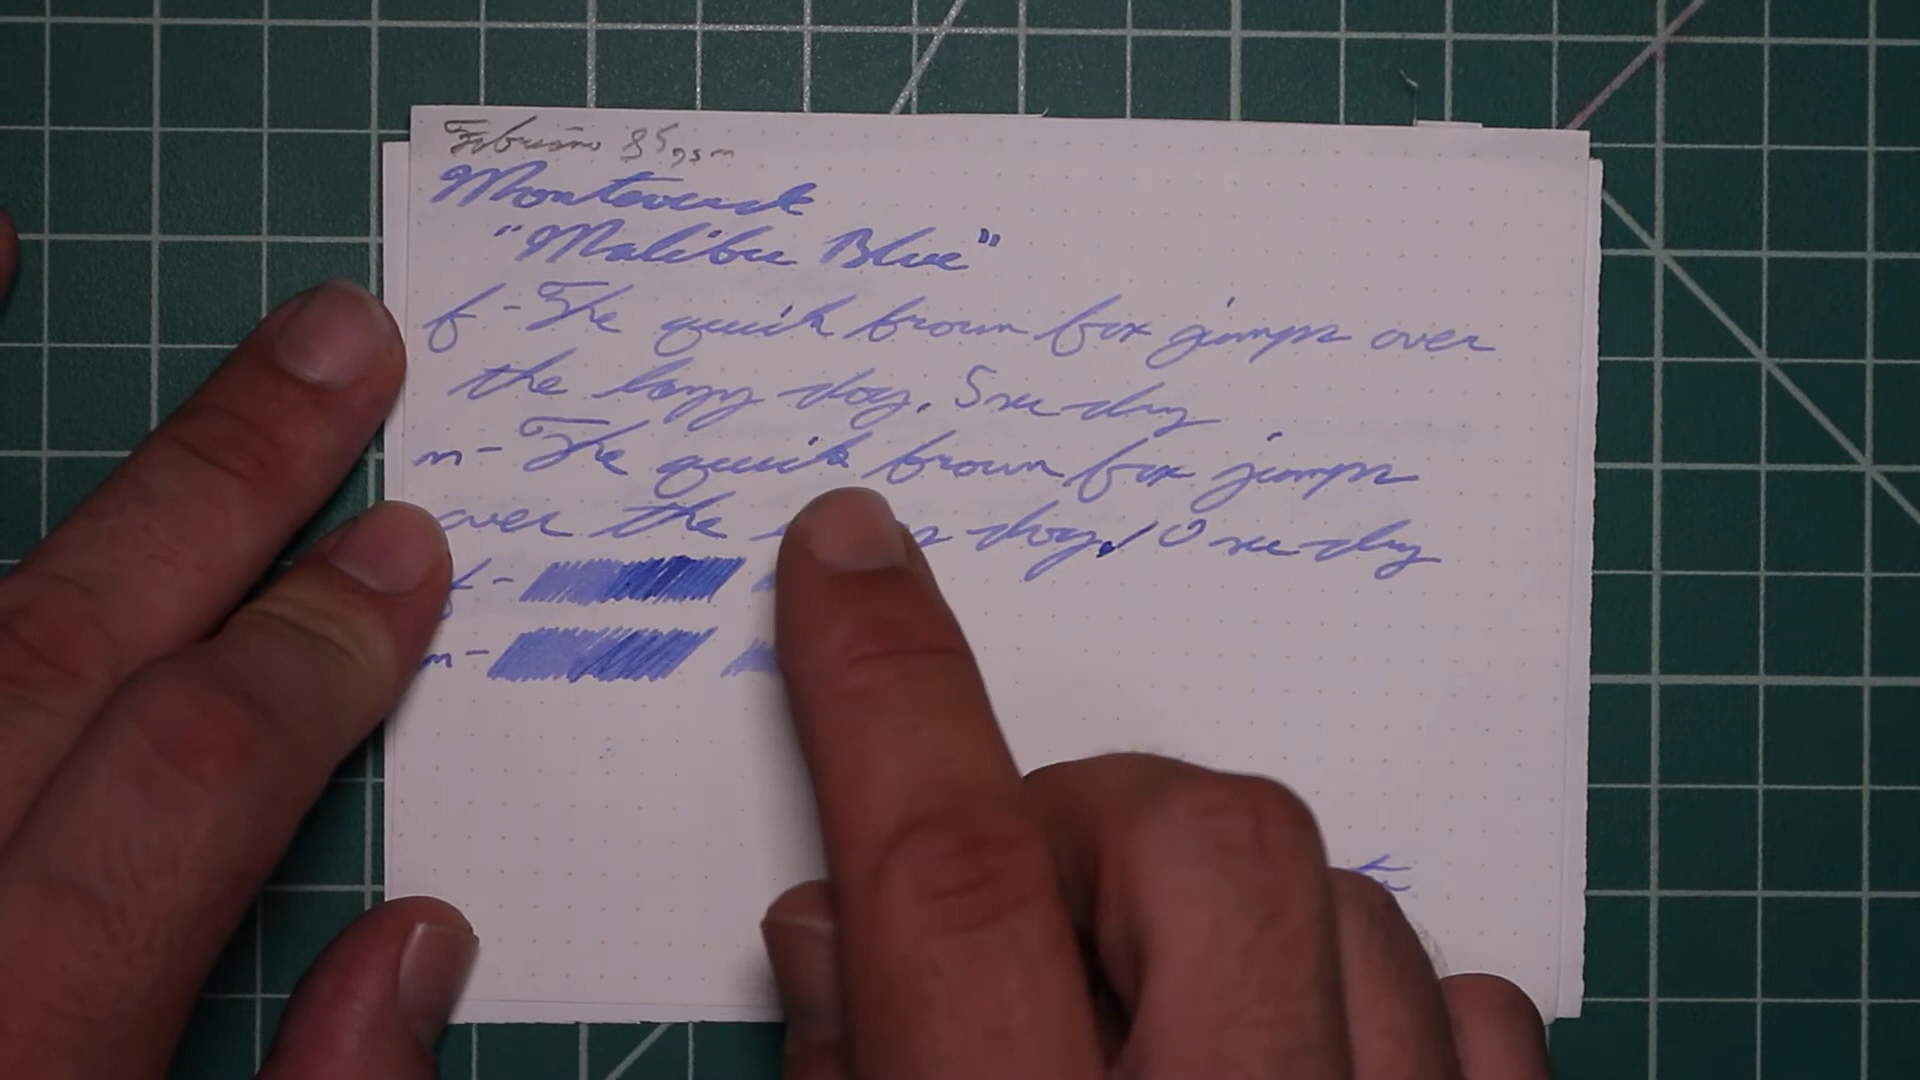 Fabriano 85gsm
Monteverde
"Malibu Blue"
f - The quick brown fox jumps over
the lazy dog. 5 sec dry
m - The quick brown fox jumps
over the dog. 10 sec dry
f -
m -